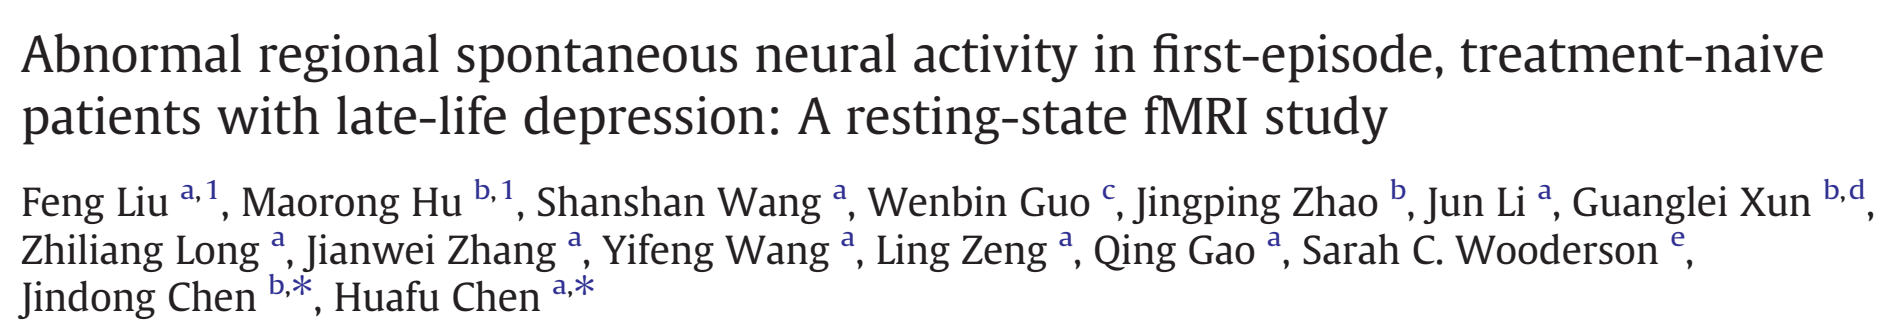 Abnormal regional spontaneous neural activity in first-episode, treatment-naive
patients with late-life depression: A resting-state fMRI study
Feng Liu a,1, Maorong Hu b,1, Shanshan Wang a, Wenbin Guo c, Jingping Zhao b, Jun Li a, Guanglei Xun b,d,
Zhiliang Long a, Jianwei Zhang a, Yifeng Wang a, Ling Zeng a, Qing Gao a, Sarah C. Wooderson e,
Jindong Chen b,*, Huafu Chen a,*